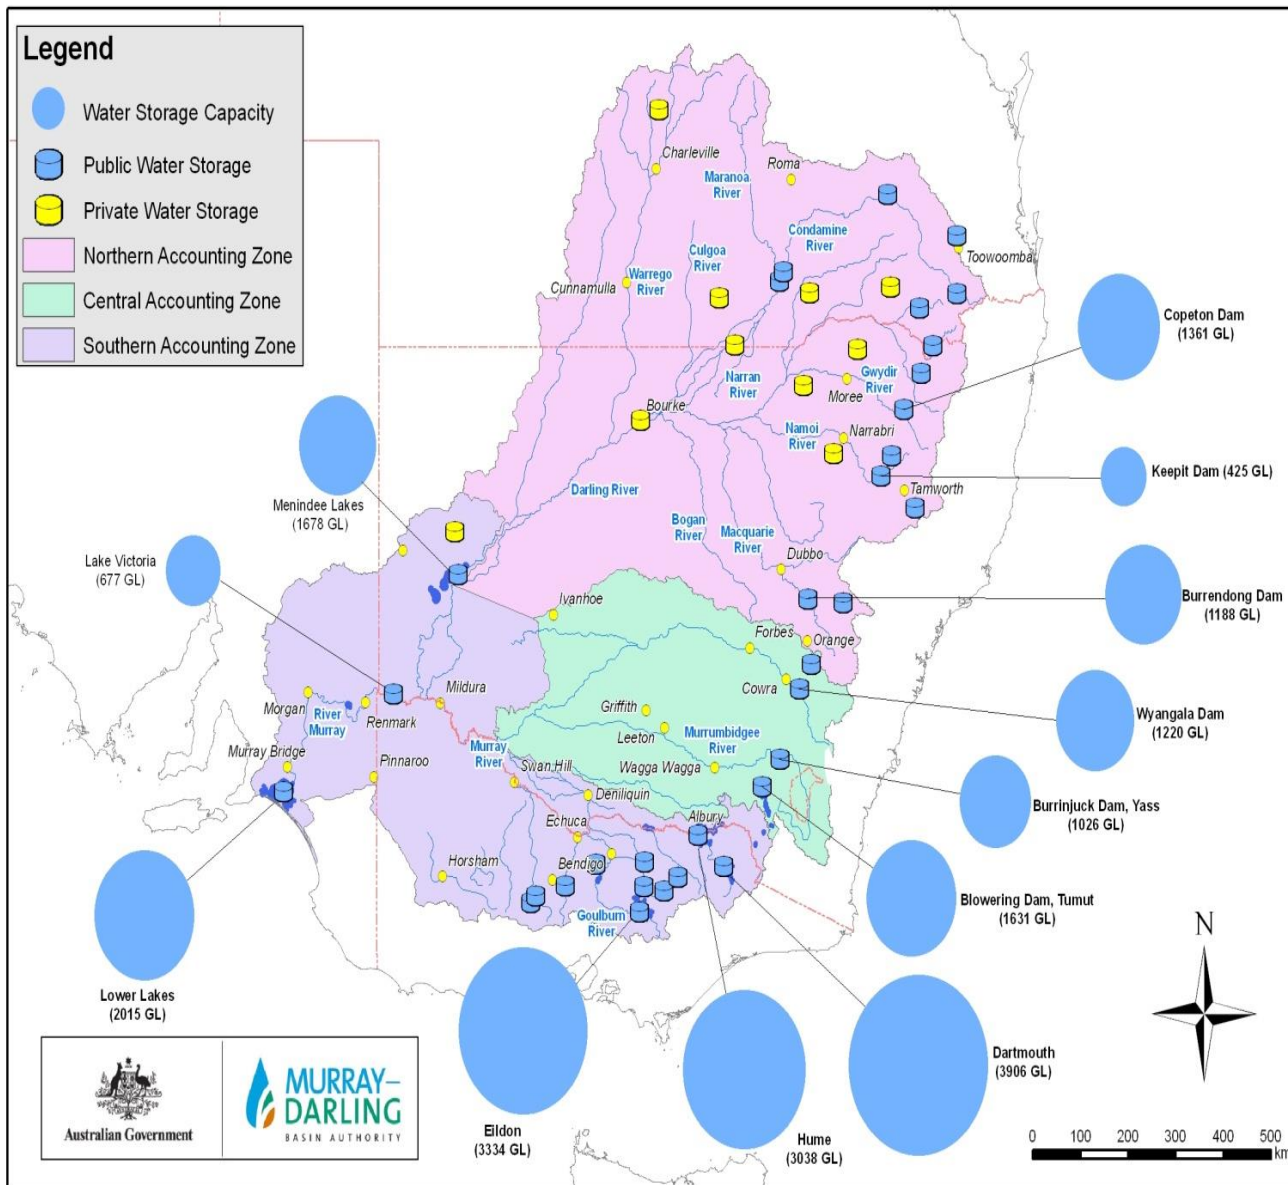 Legend
Water Storage Capacity
Public Water Storage
Private Water Storage
Northern Accounting Zone
Central Accounting Zone
Southern Accounting Zone
Charleville
Roma
Maranoa
River
Condamine
River
Culgoa
River
Toowoomba
Warrego
River
Cunnamulla
Copeton Dam
(1361 GL)
Narran
River
Gwydir
River
Moree
Bourke
Namoi
River
Narrabri
Keepit Dam (425 GL)
Tamworth
Darling River
Menindee Lakes
(1678 GL)
Bogan
River
Macquarie
River
Dubbo
Lake Victoria
(677 GL)
Ivanhoe
Burrendong Dam
(1188 GL)
Forbes
Orange
Cowra
Mildura
Morgan
River
Murray
Renmark
Griffith
Leeton
Wyangala Dam
(1220 GL)
Murrumbidgee
River
Murray Bridge
Pinnaroo
Murray
River
Swan Hill
Wagga Wagga
Deniliquin
Burrinjuck Dam, Yass
(1026 GL)
Echuca
Albury
Horsham
Bendigo
Goulburn
River
Blowering Dam, Tumut
(1631 GL)
Lower Lakes
(2015 GL)
N
Dartmouth
(3906 GL)
Eildon
(3334 GL)
Hume
(3038 GL)
Australian Government
MURRAY–
DARLING
BASIN AUTHORITY
0 100 200 300 400 500
km